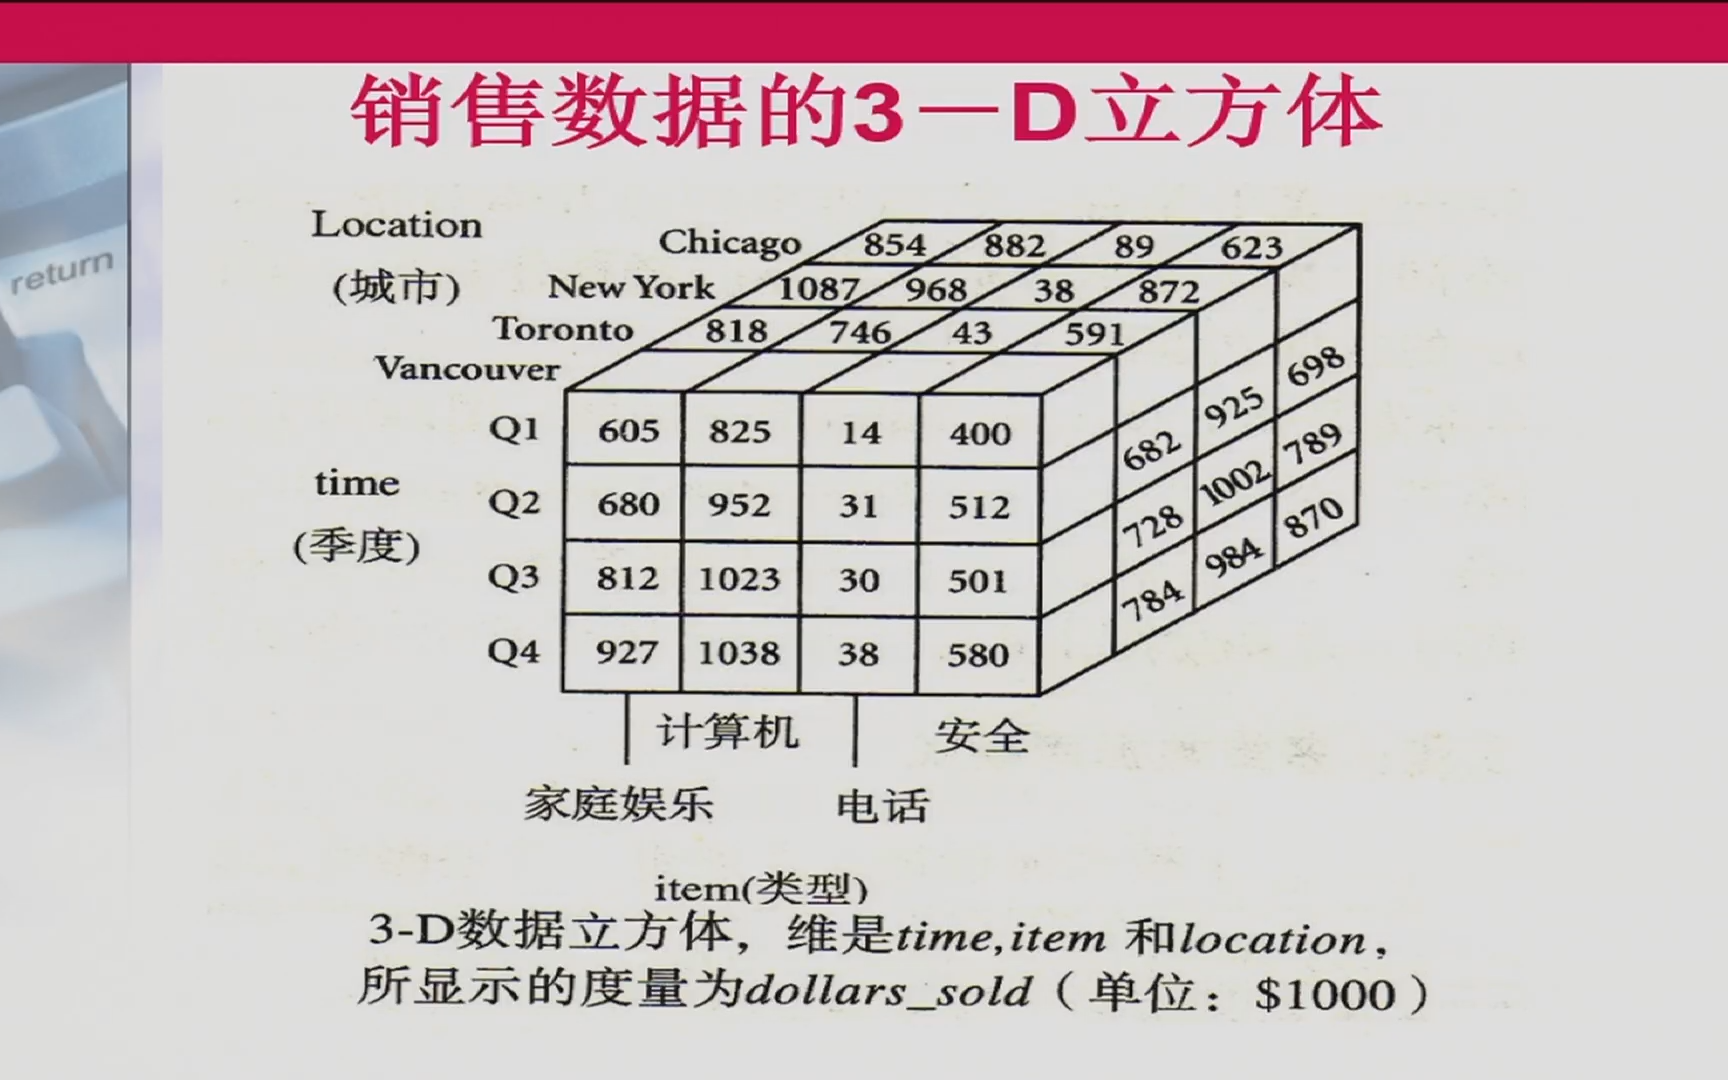 销售数据的3－D立方体
return
Location
(城市)
Chicago 854 882 89 623
New York 1087 968 38 872
Toronto 818 746 43 591
Vancouver
time
(季度)
Q1 605 825 14 400
Q2 680 952 31 512
Q3 812 1023 30 501
Q4 927 1038 38 580
682 925 698
728 1002 789
784 984 870
计算机 安全
家庭娱乐 电话
item(类型)
3-D数据立方体，维是time,item 和location，
所显示的度量为dollars_sold（单位：$1000）